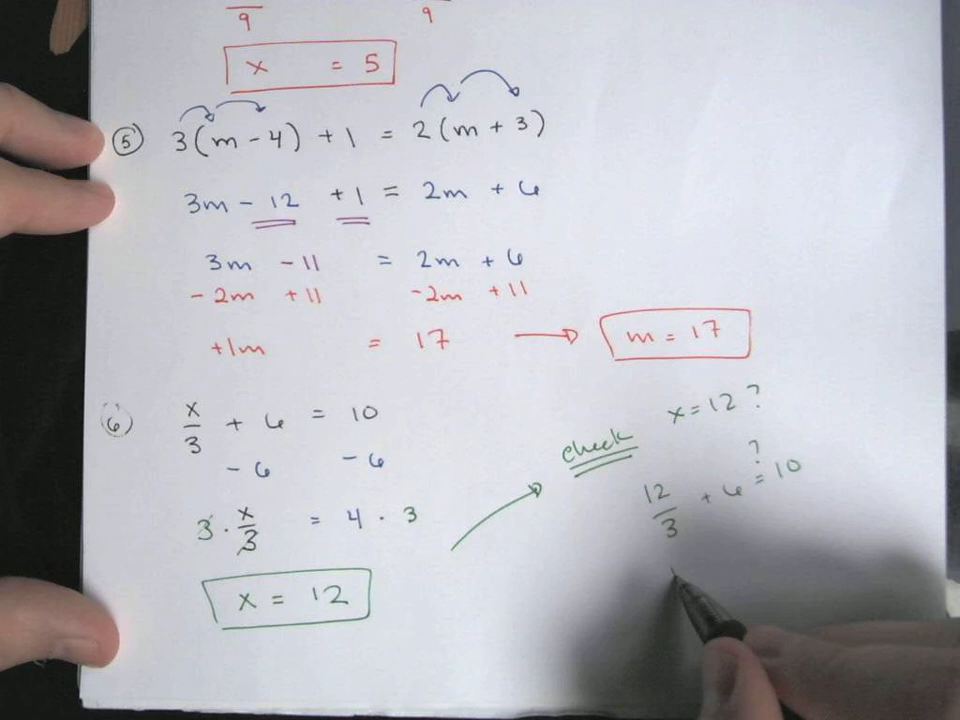 9 9
x = 5
5 3(m - 4) + 1 = 2(m + 3)
3m - 12 + 1 = 2m + 6
3m - 11 = 2m + 6
- 2m + 11 - 2m + 11
+1m = 17 → m = 17
6 x/3 + 6 = 10
- 6 - 6
3 · x/3 = 4 · 3
x = 12
check x = 12 ?
?
12/3 + 6 = 10